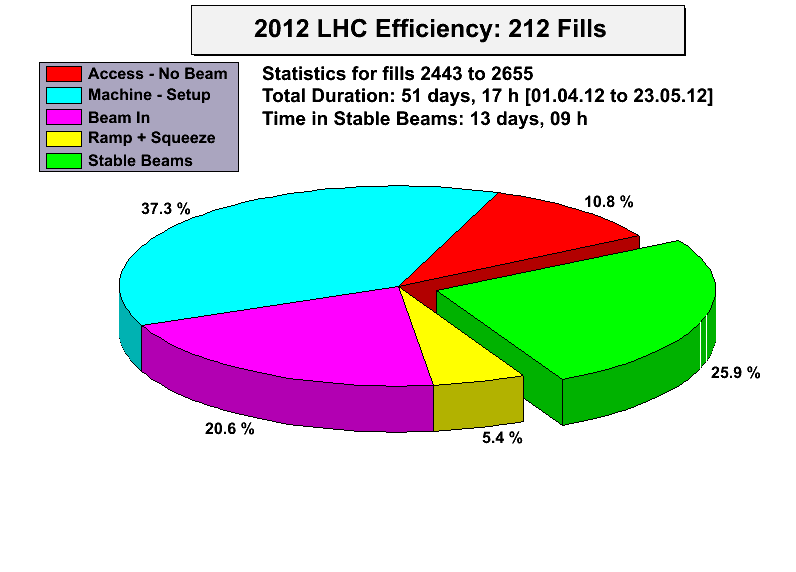 2012 LHC Efficiency: 212 Fills
Access - No Beam
Machine - Setup
Beam In
Ramp + Squeeze
Stable Beams
Statistics for fills 2443 to 2655
Total Duration: 51 days, 17 h [01.04.12 to 23.05.12]
Time in Stable Beams: 13 days, 09 h
37.3 %
10.8 %
25.9 %
20.6 %
5.4 %